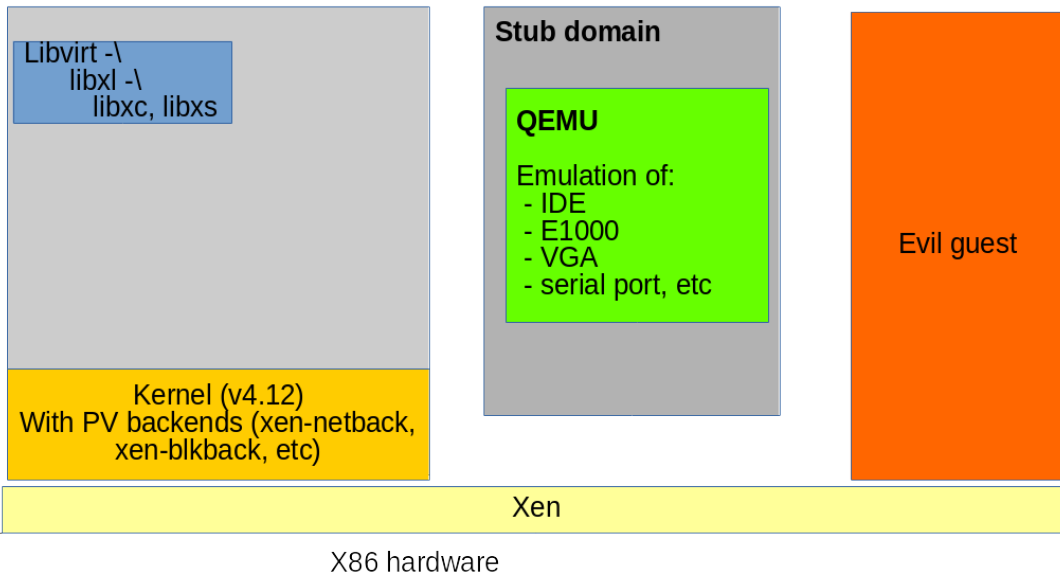 Libvirt -\
libxl -\
libxc, libxs
Kernel (v4.12)
With PV backends (xen-netback,
xen-blkback, etc)
Stub domain
QEMU
Emulation of:
- IDE
- E1000
- VGA
- serial port, etc
Evil guest
Xen
X86 hardware